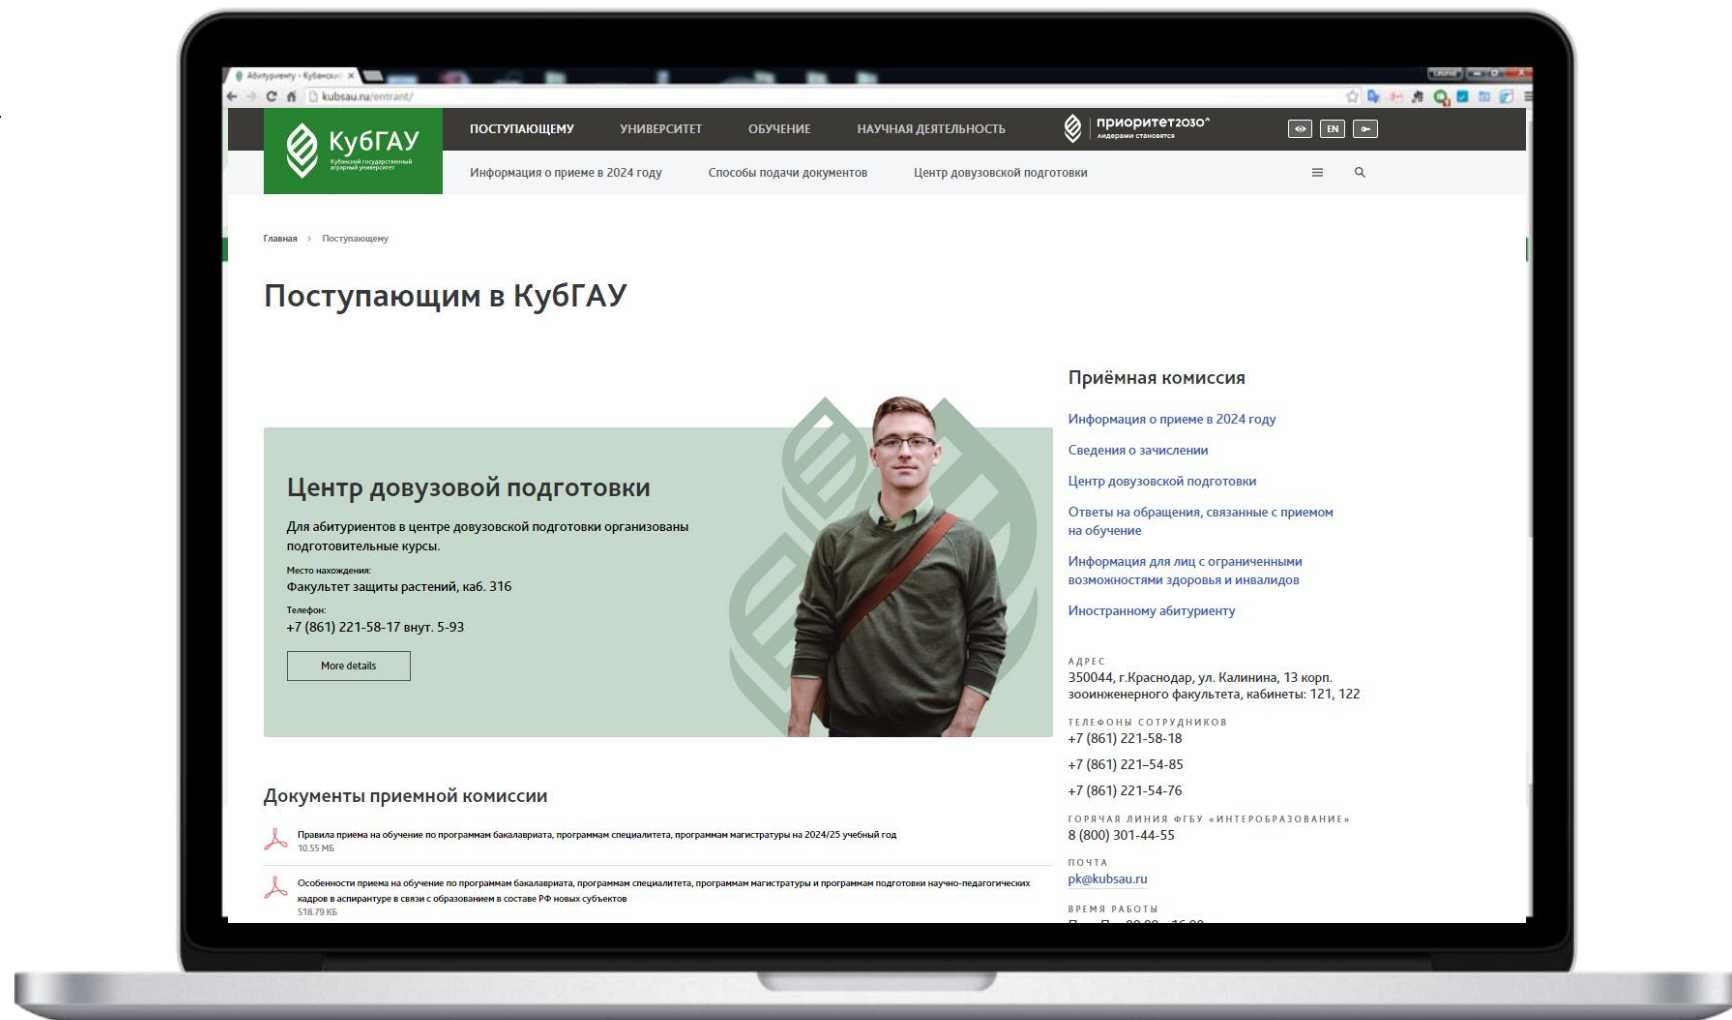 Абитуриенту - Кубански
kubsau.ru/entrant/
КубГАУ
Кубанский государственный
аграрный университет
ПОСТУПАЮЩЕМУ
УНИВЕРСИТЕТ
ОБУЧЕНИЕ
НАУЧНАЯ ДЕЯТЕЛЬНОСТЬ
приоритет2030^
лидерами становятся
EN
Информация о приеме в 2024 году
Способы подачи документов
Центр довузовской подготовки
Главная > Поступающему
Поступающим в КубГАУ
Центр довузовой подготовки
Для абитуриентов в центре довузовской подготовки организованы
подготовительные курсы.
Место нахождения:
Факультет защиты растений, каб. 316
Телефон:
+7 (861) 221-58-17 внут. 5-93
More details
Документы приемной комиссии
Правила приема на обучение по программам бакалавриата, программам специалитета, программам магистратуры на 2024/25 учебный год
10.55 МБ
Особенности приема на обучение по программам бакалавриата, программам специалитета, программам магистратуры и программам подготовки научно-педагогических
кадров в аспирантуре в связи с образованием в составе РФ новых субъектов
518.79 КБ
Приёмная комиссия
Информация о приеме в 2024 году
Сведения о зачислении
Центр довузовской подготовки
Ответы на обращения, связанные с приемом
на обучение
Информация для лиц с ограниченными
возможностями здоровья и инвалидов
Иностранному абитуриенту
АДРЕС
350044, г.Краснодар, ул. Калинина, 13 корп.
зооинженерного факультета, кабинеты: 121, 122
ТЕЛЕФОНЫ СОТРУДНИКОВ
+7 (861) 221-58-18
+7 (861) 221–54-85
+7 (861) 221-54-76
ГОРЯЧАЯ ЛИНИЯ ФГБУ «ИНТЕРОБРАЗОВАНИЕ»
8 (800) 301-44-55
ПОЧТА
pk@kubsau.ru
ВРЕМЯ РАБОТЫ